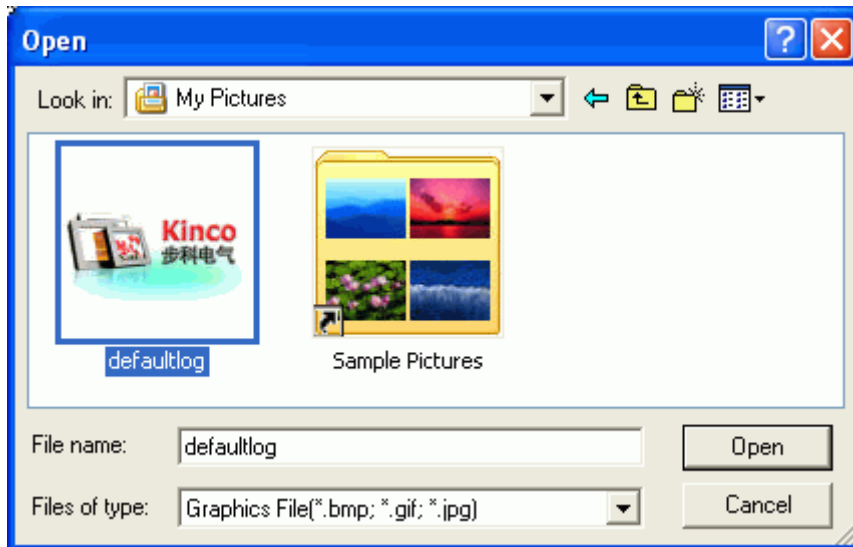 Open
Look in: My Pictures
Kinco
步科电气
defaultlog
Sample Pictures
File name: defaultlog
Open
Files of type: Graphics File(*.bmp; *.gif; *.jpg)
Cancel